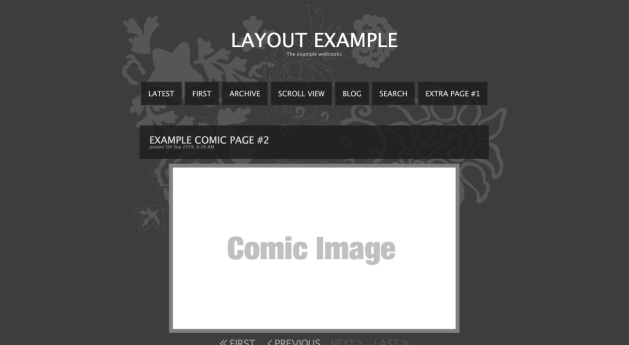 LAYOUT EXAMPLE
The example webcomic
LATEST FIRST ARCHIVE SCROLL VIEW BLOG SEARCH EXTRA PAGE #1
EXAMPLE COMIC PAGE #2
posted 5th Sep 2019, 6:26 AM
Comic Image
« FIRST ‹ PREVIOUS NEXT › LAST »